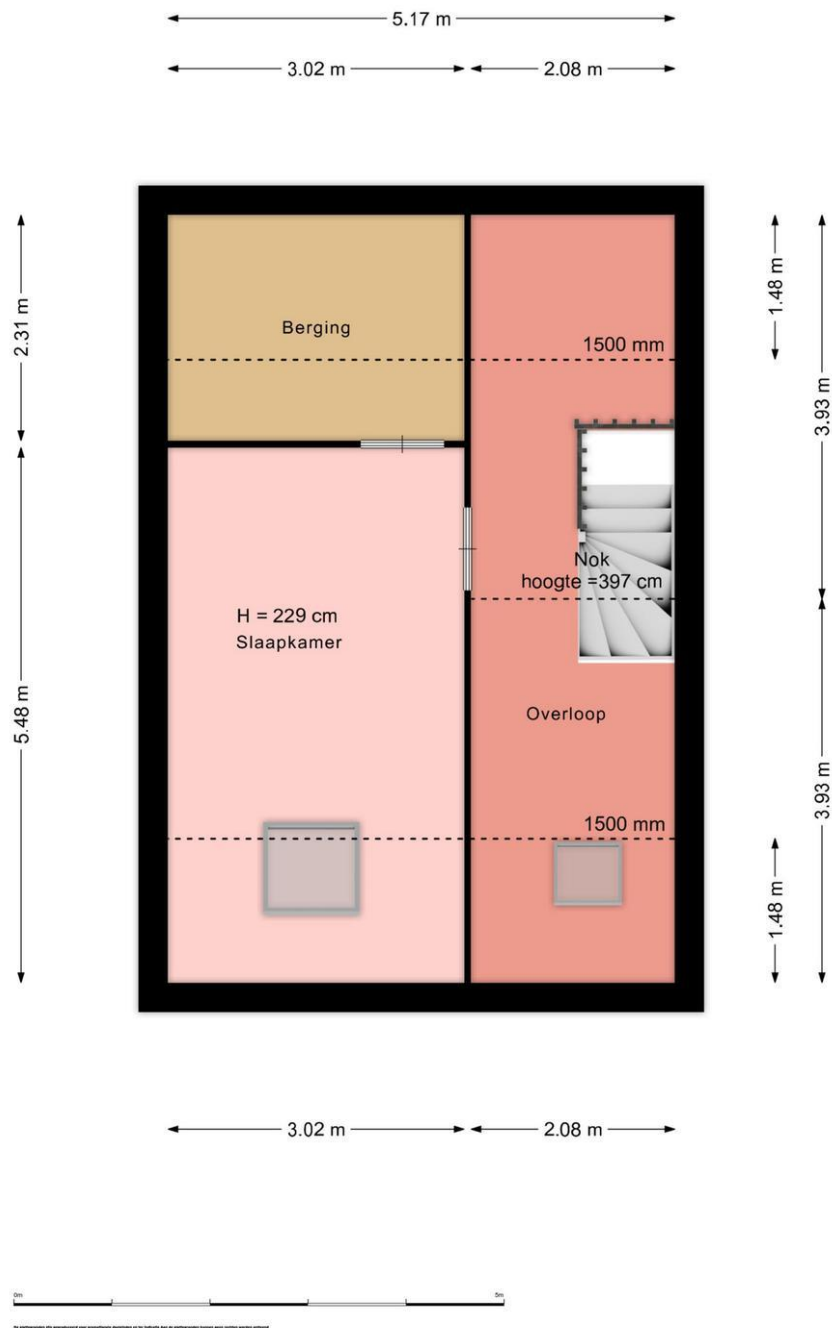 5.17 m
3.02 m
2.08 m
2.31 m
1.48 m
3.93 m
Berging
1500 mm
Nok
hoogte =397 cm
H = 229 cm
Slaapkamer
5.48 m
Overloop
3.93 m
1500 mm
1.48 m
3.02 m
2.08 m
0m
5m